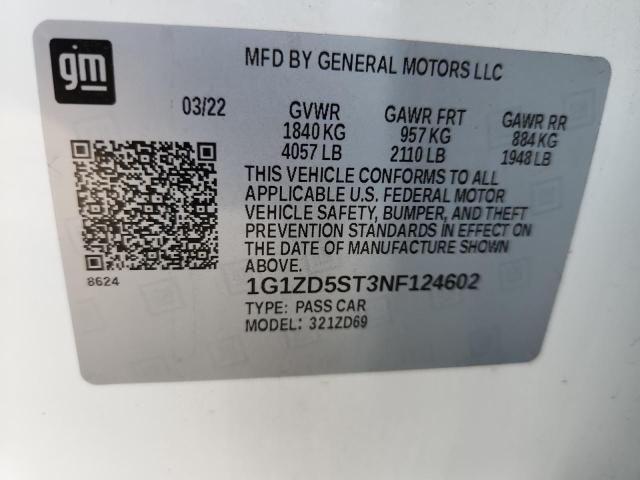 gm
MFD BY GENERAL MOTORS LLC
03/22 GVWR GAWR FRT GAWR RR
1840 KG 957 KG 884 KG
4057 LB 2110 LB 1948 LB
THIS VEHICLE CONFORMS TO ALL
APPLICABLE U.S. FEDERAL MOTOR
VEHICLE SAFETY, BUMPER, AND THEFT
PREVENTION STANDARDS IN EFFECT ON
THE DATE OF MANUFACTURE SHOWN
ABOVE.
8624
1G1ZD5ST3NF124602
TYPE: PASS CAR
MODEL: 321ZD69